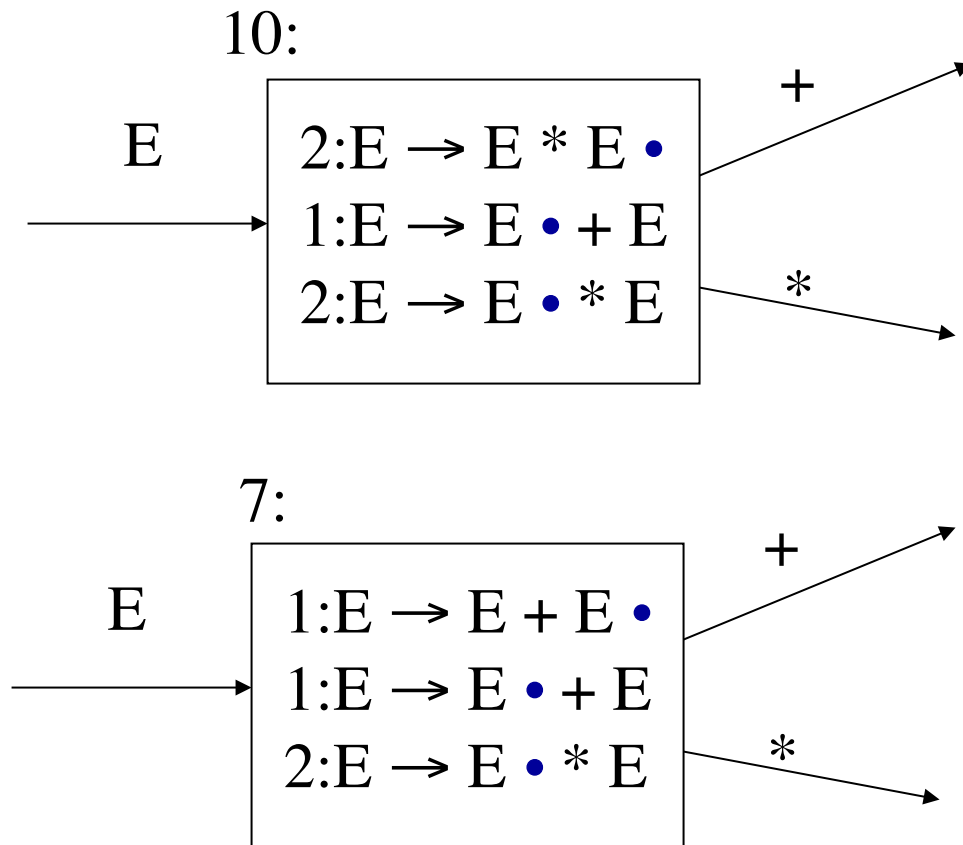 10:
+
E
2:E → E * E •
1:E → E • + E
2:E → E • * E
*
7:
+
E
1:E → E + E •
1:E → E • + E
2:E → E • * E
*